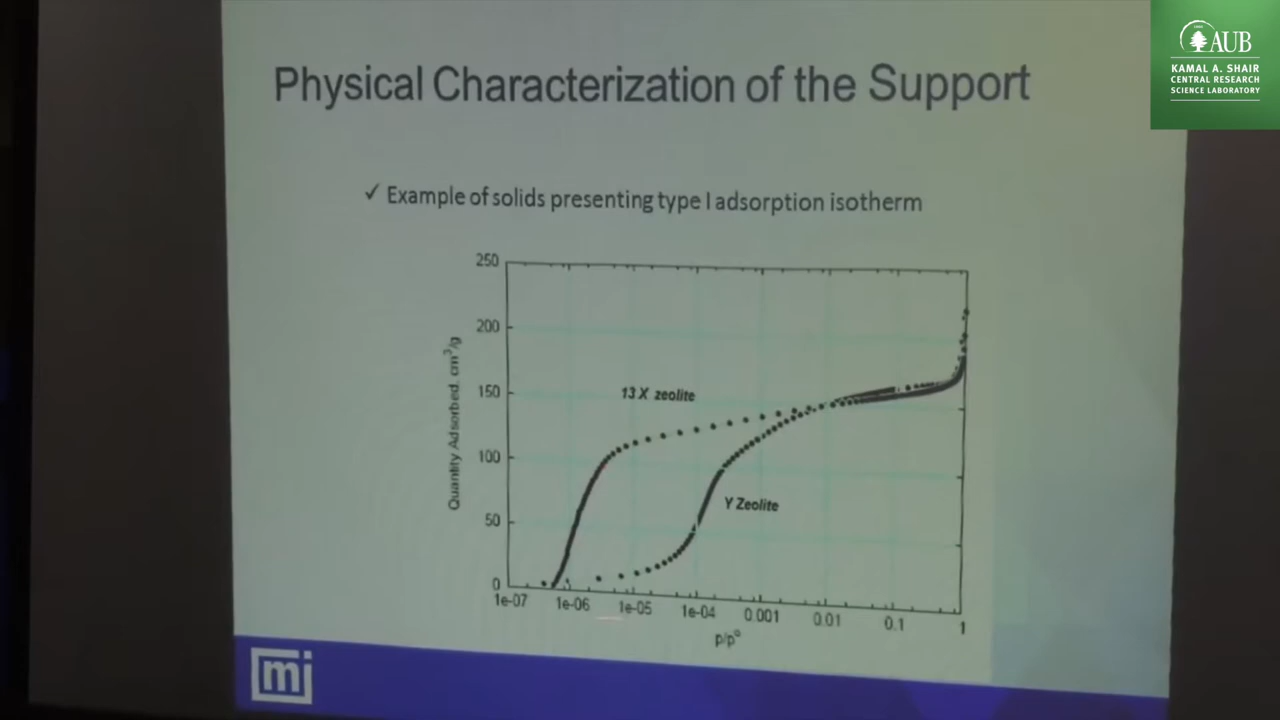 AUB
KAMAL A. SHAIR
CENTRAL RESEARCH
SCIENCE LABORATORY
Physical Characterization of the Support
✓ Example of solids presenting type I adsorption isotherm
250
200
150
100
50
0
Quantity Adsorbed. cm³/g
13 X zeolite
Y Zeolite
1e-07 1e-06 1e-05 1e-04 0.001 0.01 0.1 1
p/p°
mi